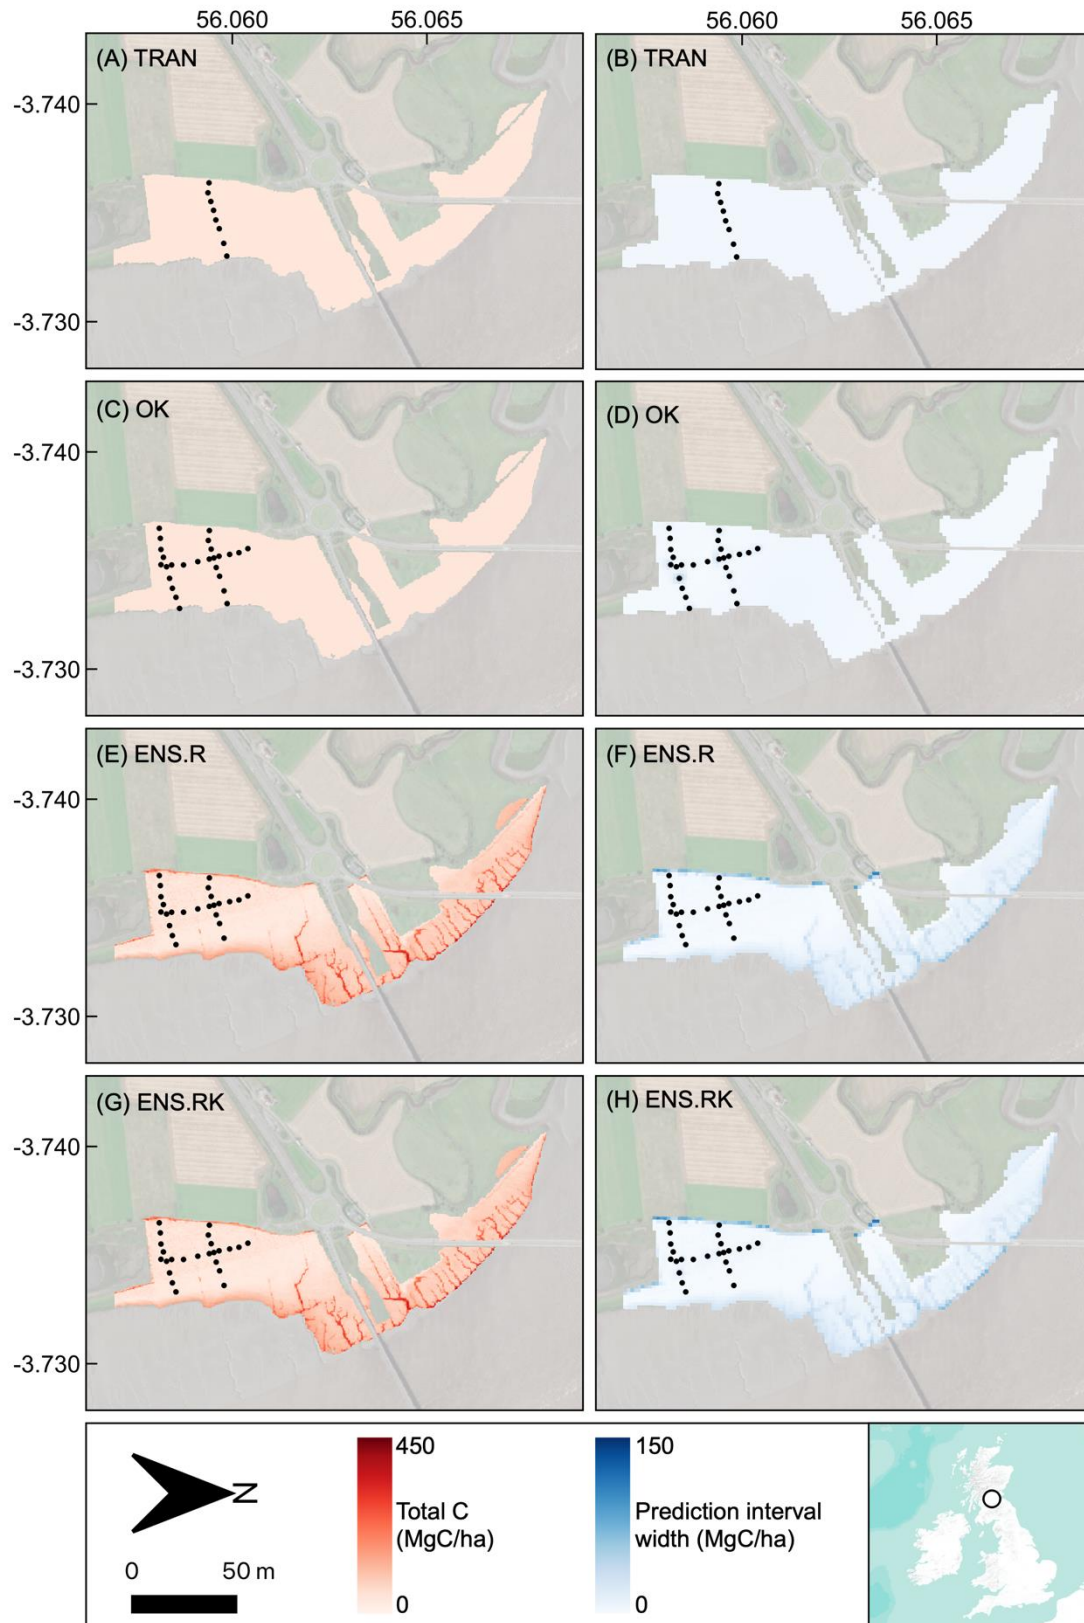 56.060 56.065 56.060 56.065
(A) TRAN
(B) TRAN
-3.740
-3.730
(C) OK
(D) OK
-3.740
-3.730
(E) ENS.R
(F) ENS.R
-3.740
-3.730
(G) ENS.RK
(H) ENS.RK
-3.740
-3.730
N
0 50 m
450
Total C
(MgC/ha)
0
150
Prediction interval
width (MgC/ha)
0